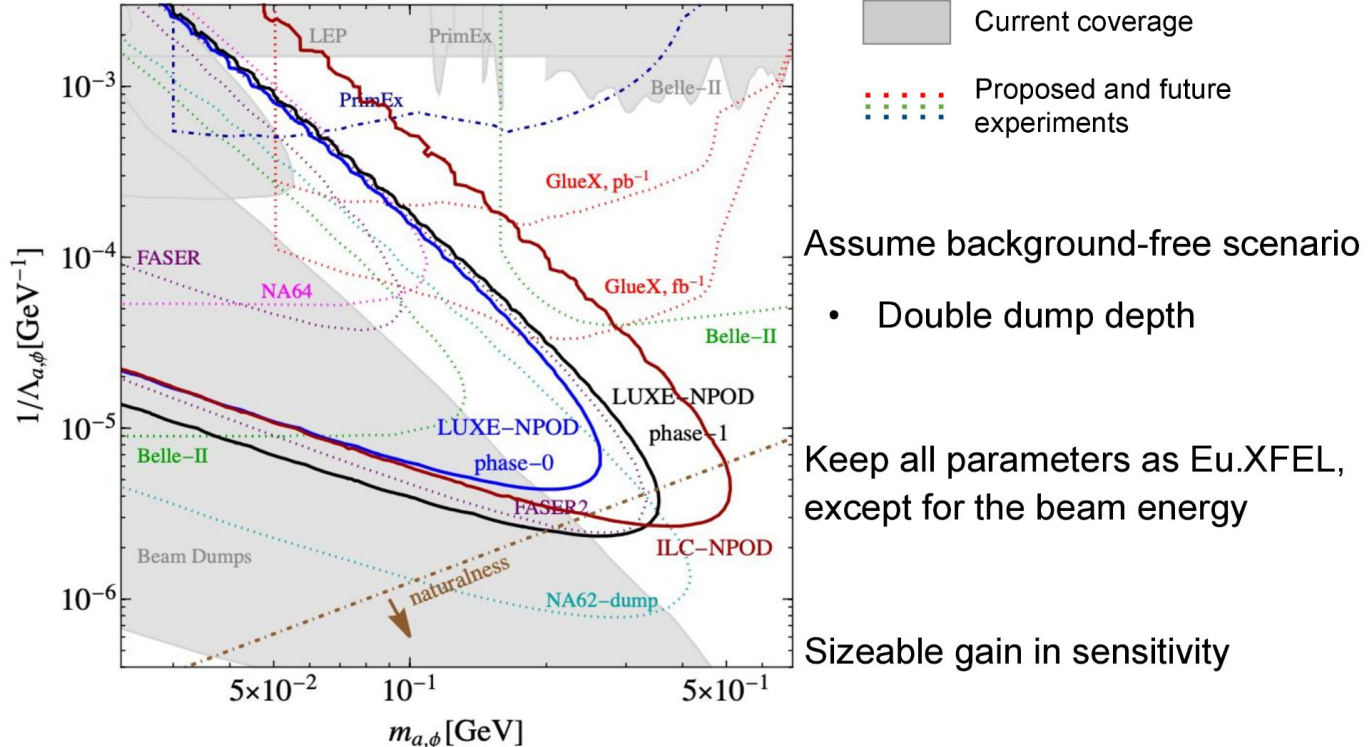 LEP
PrimEx
Belle-II
PrimEx
GlueX, pb⁻¹
FASER
NA64
GlueX, fb⁻¹
Belle-II
LUXE-NPOD
phase-1
LUXE-NPOD
phase-0
Belle-II
FASER2
ILC-NPOD
Beam Dumps
naturalness
NA62-dump
10⁻³
10⁻⁴
10⁻⁵
10⁻⁶
1/Λa,ϕ[GeV⁻¹]
5×10⁻²
10⁻¹
5×10⁻¹
ma,ϕ [GeV]
Current coverage
Proposed and future
experiments
Assume background-free scenario
• Double dump depth
Keep all parameters as Eu.XFEL,
except for the beam energy
Sizeable gain in sensitivity